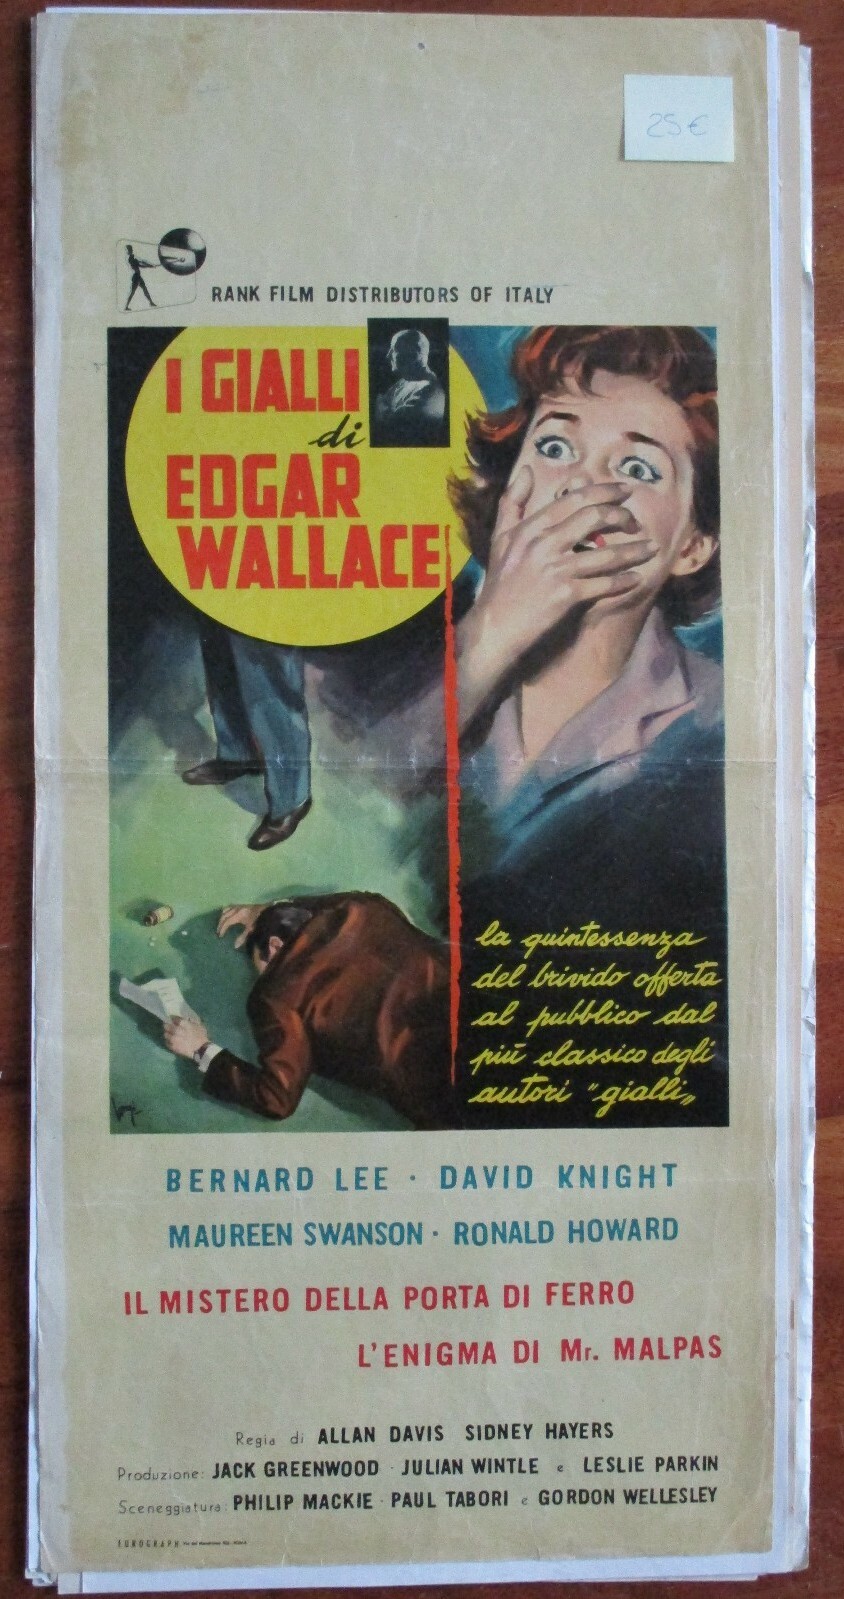 25€
RANK FILM DISTRIBUTORS OF ITALY
I GIALLI
di
EDGAR
WALLACE
la quintessenza
del brivido offerta
al pubblico dal
più classico degli
autori "gialli"
BERNARD LEE · DAVID KNIGHT
MAUREEN SWANSON · RONALD HOWARD
IL MISTERO DELLA PORTA DI FERRO
L'ENIGMA DI Mr. MALPAS
Regia di ALLAN DAVIS SIDNEY HAYERS
Produzione: JACK GREENWOOD · JULIAN WINTLE e LESLIE PARKIN
Sceneggiatura: PHILIP MACKIE · PAUL TABORI e GORDON WELLESLEY
EUROGRAPH